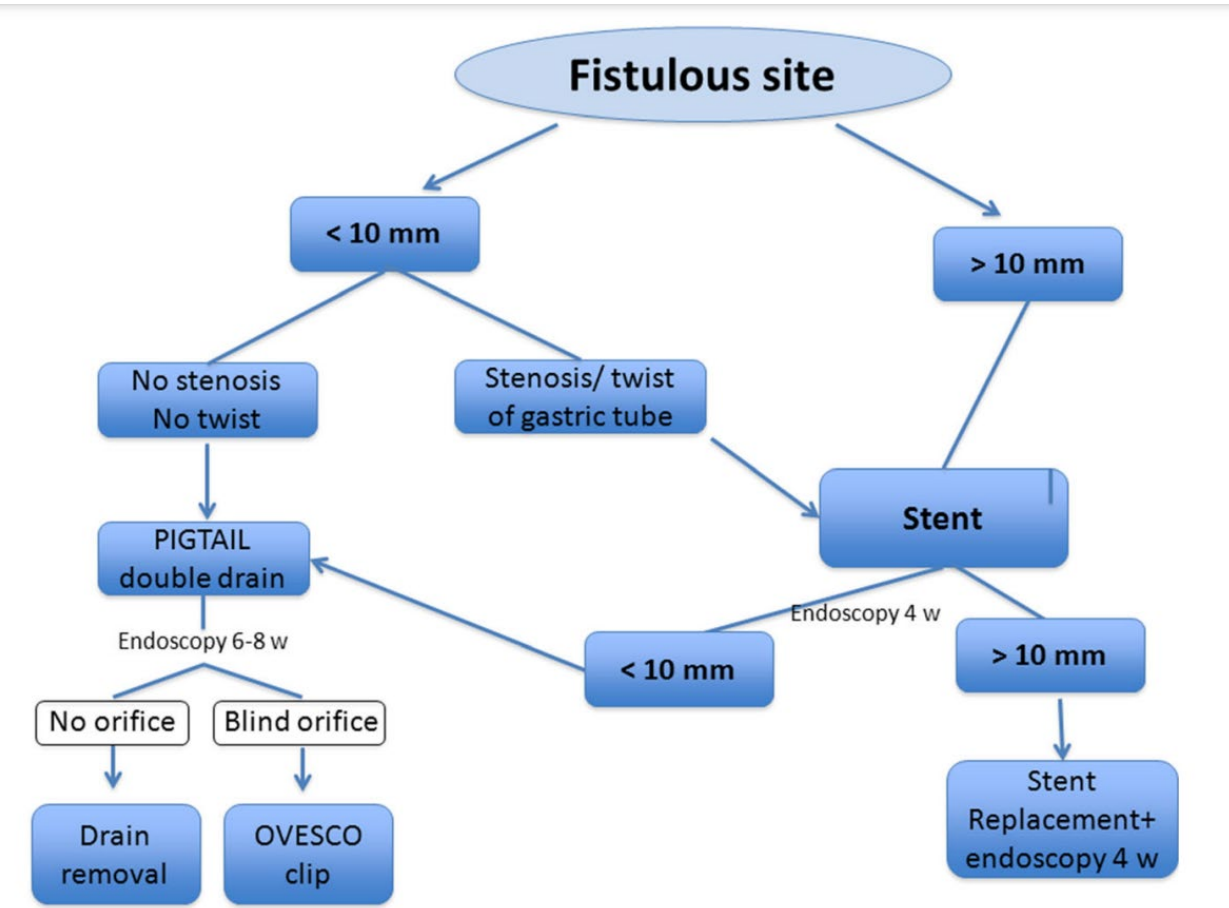 Fistulous site
< 10 mm
> 10 mm
No stenosis
No twist
Stenosis/ twist
of gastric tube
Stent
PIGTAIL
double drain
Endoscopy 4 w
Endoscopy 6-8 w
< 10 mm
> 10 mm
No orifice
Blind orifice
Drain
removal
OVESCO
clip
Stent
Replacement+
endoscopy 4 w